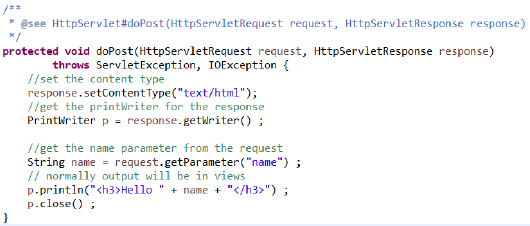 /**
 * @see HttpServlet#doPost(HttpServletRequest request, HttpServletResponse response)
 */
protected void doPost(HttpServletRequest request, HttpServletResponse response)
        throws ServletException, IOException {
    //set the content type
    response.setContentType("text/html");
    //get the printWriter for the response
    PrintWriter p = response.getWriter() ;

    //get the name parameter from the request
    String name = request.getParameter("name") ;
    // normally output will be in views
    p.println("<h3>Hello " + name + "</h3>") ;
    p.close() ;
}